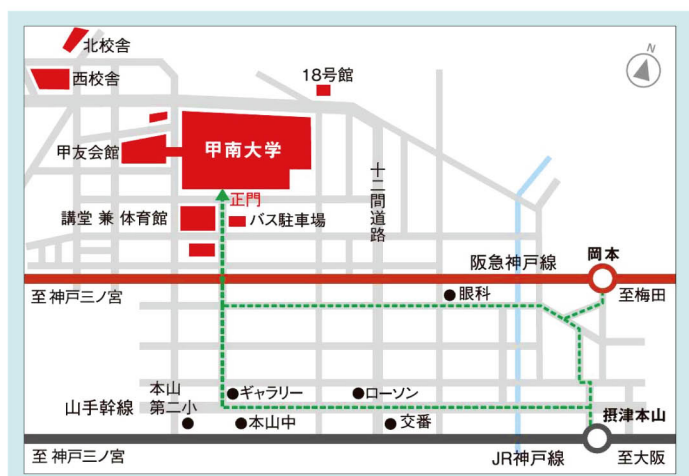 北校舎
N
西校舎
18号館
甲友会館
甲南大学
十二間道路
正門
講堂 兼 体育館
バス駐車場
阪急神戸線
岡本
至 神戸三ノ宮
眼科
至梅田
本山
第二小
ギャラリー
ローソン
山手幹線
本山中
交番
摂津本山
至 神戸三ノ宮
JR神戸線
至大阪